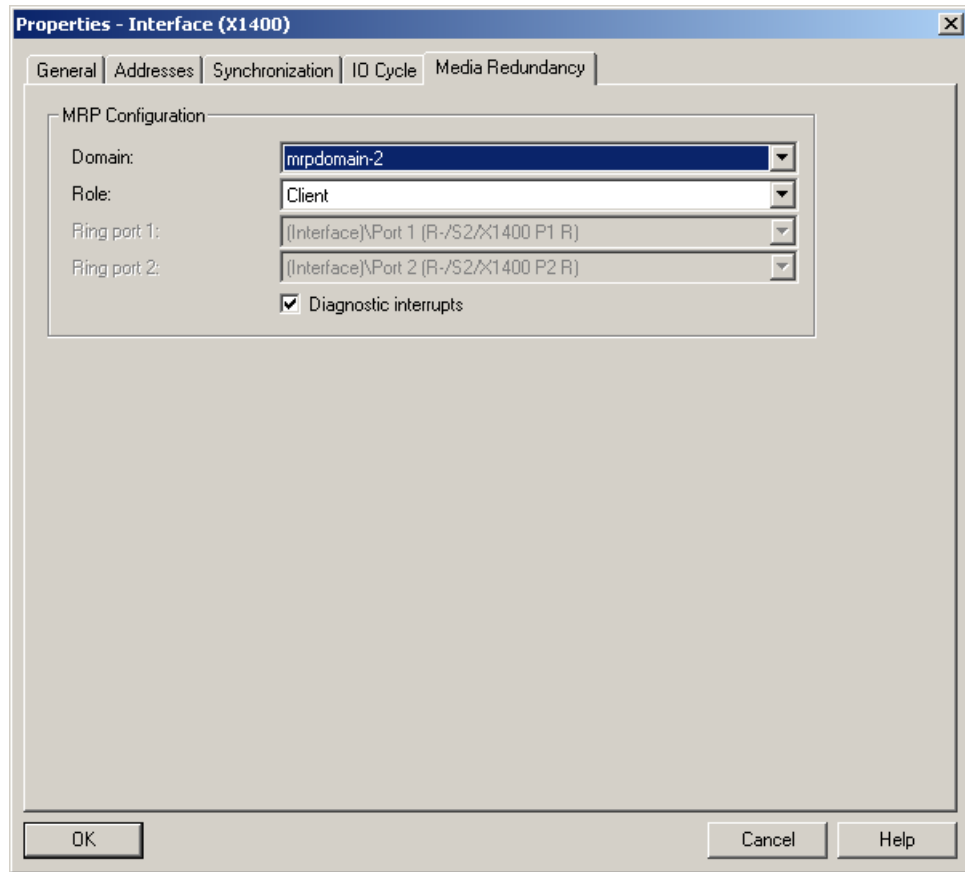 Properties - Interface (X1400)
General Addresses Synchronization IO Cycle Media Redundancy
MRP Configuration
Domain: mrpdomain-2
Role: Client
Ring port 1: (Interface)\Port 1 (R-/S2/X1400 P1 R)
Ring port 2: (Interface)\Port 2 (R-/S2/X1400 P2 R)
Diagnostic interrupts
OK Cancel Help